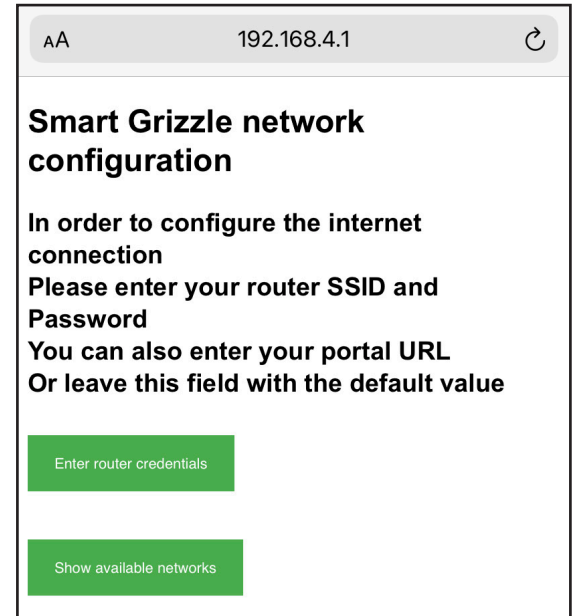 AA 192.168.4.1
Smart Grizzle network
configuration
In order to configure the internet
connection
Please enter your router SSID and
Password
You can also enter your portal URL
Or leave this field with the default value
Enter router credentials
Show available networks